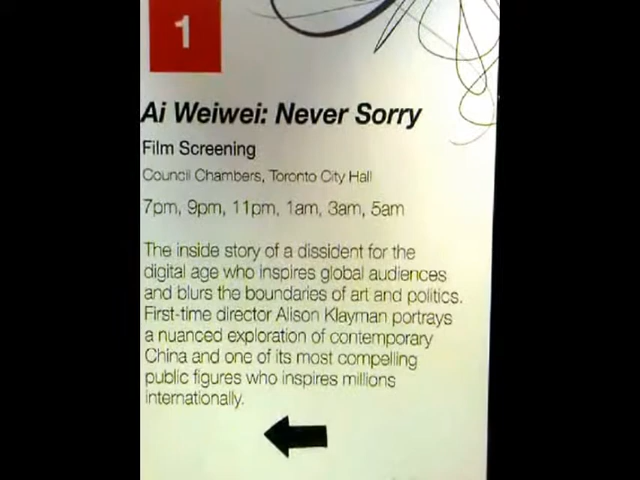 1
Ai Weiwei: Never Sorry
Film Screening
Council Chambers, Toronto City Hall
7pm, 9pm, 11pm, 1am, 3am, 5am
The inside story of a dissident for the
digital age who inspires global audiences
and blurs the boundaries of art and politics.
First-time director Alison Klayman portrays
a nuanced exploration of contemporary
China and one of its most compelling
public figures who inspires millions
internationally.